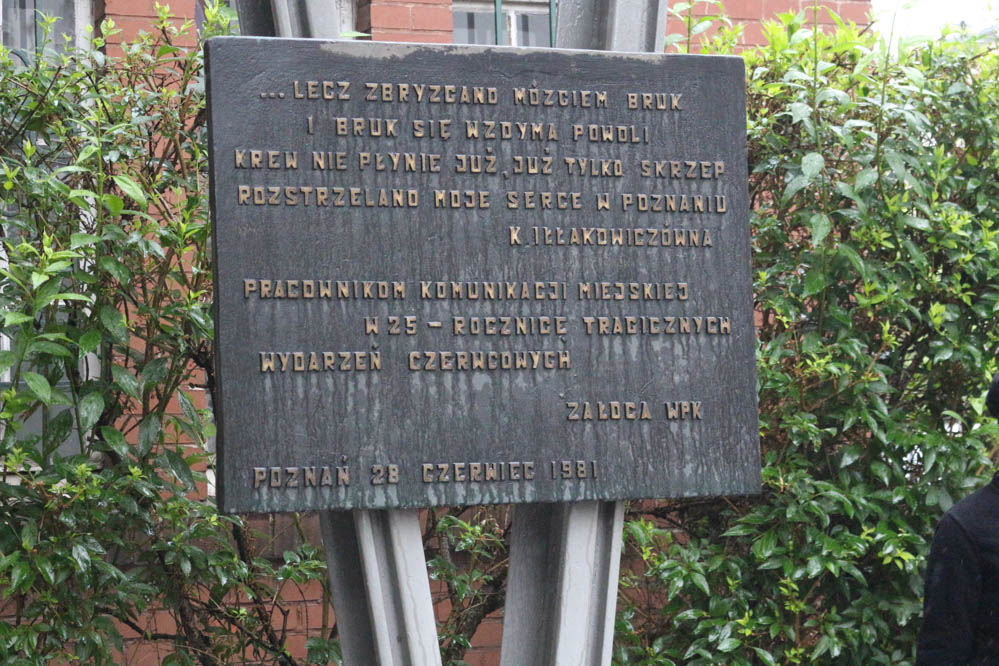 ...LECZ ZBRYZGANO MÓZGIEM BRUK
I BRUK SIĘ WZDYMA POWOLI
KREW NIE PŁYNIE JUŻ, JUŻ TYLKO SKRZEP
ROZSTRZELANO MOJE SERCE W POZNANIU
K. IŁŁAKOWICZÓWNA
PRACOWNIKOM KOMUNIKACJI MIEJSKIEJ
W 25 - ROCZNICĘ TRAGICZNYCH
WYDARZEŃ CZERWCOWYCH
ZAŁOGA WPK
POZNAŃ 28 CZERWIEC 1981